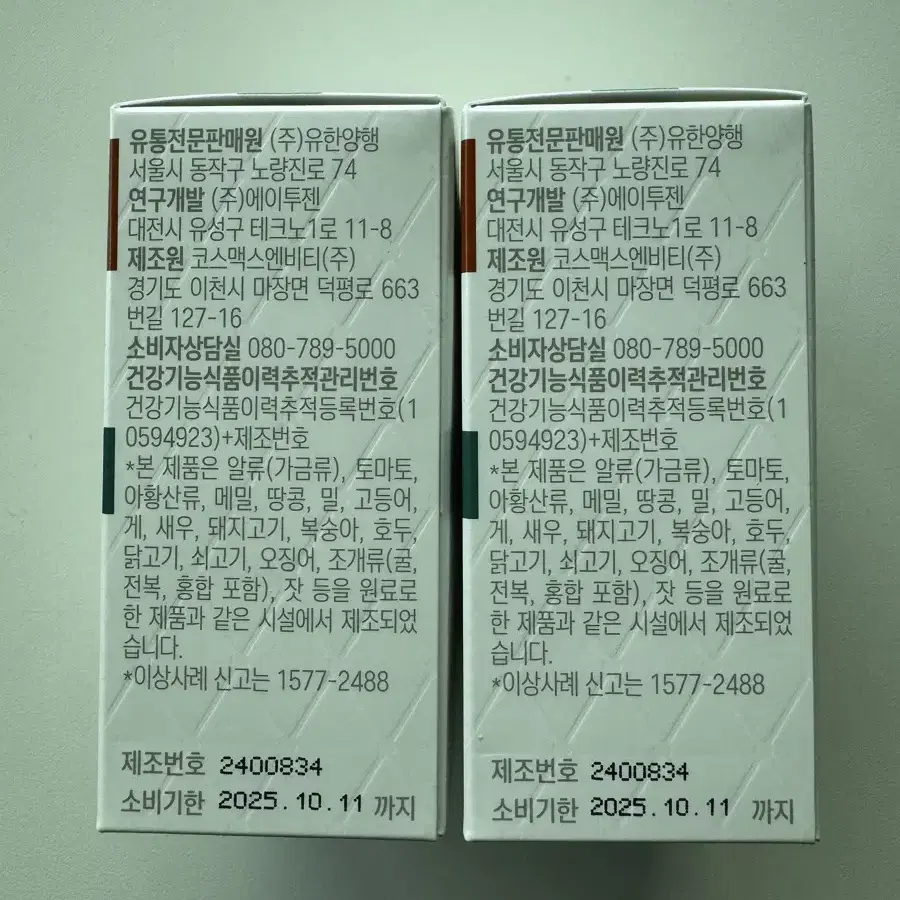 유통전문판매원 (주)유한양행
서울시 동작구 노량진로 74
연구개발 (주)에이투젠
대전시 유성구 테크노1로 11-8
제조원 코스맥스엔비티(주)
경기도 이천시 마장면 덕평로 663
번길 127-16
소비자상담실 080-789-5000
건강기능식품이력추적관리번호
건강기능식품이력추적등록번호(1
0594923)+제조번호
*본 제품은 알류(가금류), 토마토,
아황산류, 메밀, 땅콩, 밀, 고등어,
게, 새우, 돼지고기, 복숭아, 호두,
닭고기, 쇠고기, 오징어, 조개류(굴,
전복, 홍합 포함), 잣 등을 원료로
한 제품과 같은 시설에서 제조되었
습니다.
*이상사례 신고는 1577-2488
제조번호 2400834
소비기한 2025.10.11 까지
유통전문판매원 (주)유한양행
서울시 동작구 노량진로 74
연구개발 (주)에이투젠
대전시 유성구 테크노1로 11-8
제조원 코스맥스엔비티(주)
경기도 이천시 마장면 덕평로 663
번길 127-16
소비자상담실 080-789-5000
건강기능식품이력추적관리번호
건강기능식품이력추적등록번호(1
0594923)+제조번호
*본 제품은 알류(가금류), 토마토,
아황산류, 메밀, 땅콩, 밀, 고등어,
게, 새우, 돼지고기, 복숭아, 호두,
닭고기, 쇠고기, 오징어, 조개류(굴,
전복, 홍합 포함), 잣 등을 원료로
한 제품과 같은 시설에서 제조되었
습니다.
*이상사례 신고는 1577-2488
제조번호 2400834
소비기한 2025.10.11 까지